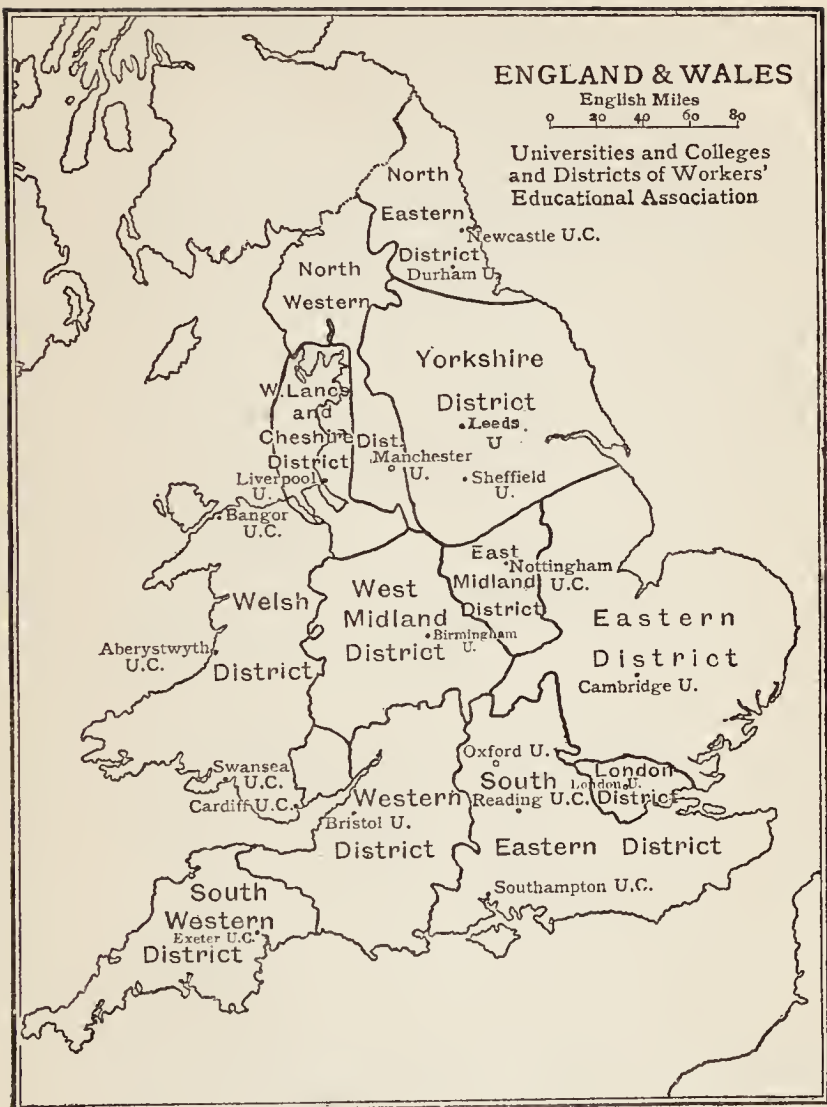 ENGLAND & WALES
English Miles
0 20 40 60 80
Universities and Colleges
and Districts of Workers'
Educational Association
North
Eastern
District
Newcastle U.C.
Durham U.
North
Western
Dist.
Yorkshire
District
Leeds
U
Manchester
U.
Sheffield
U.
W. Lancs
and
Cheshire
District
Liverpool
U.
Bangor
U.C.
Welsh
District
Aberystwyth
U.C.
Swansea
U.C.
Cardiff U.C.
West
Midland
District
Birmingham
U.
East
Midland
District
Nottingham
U.C.
Eastern
District
Cambridge U.
Oxford U.
South
Eastern District
Reading U.C.
London
District
London U.
Southampton U.C.
Western
District
Bristol U.
South
Western
District
Exeter U.C.